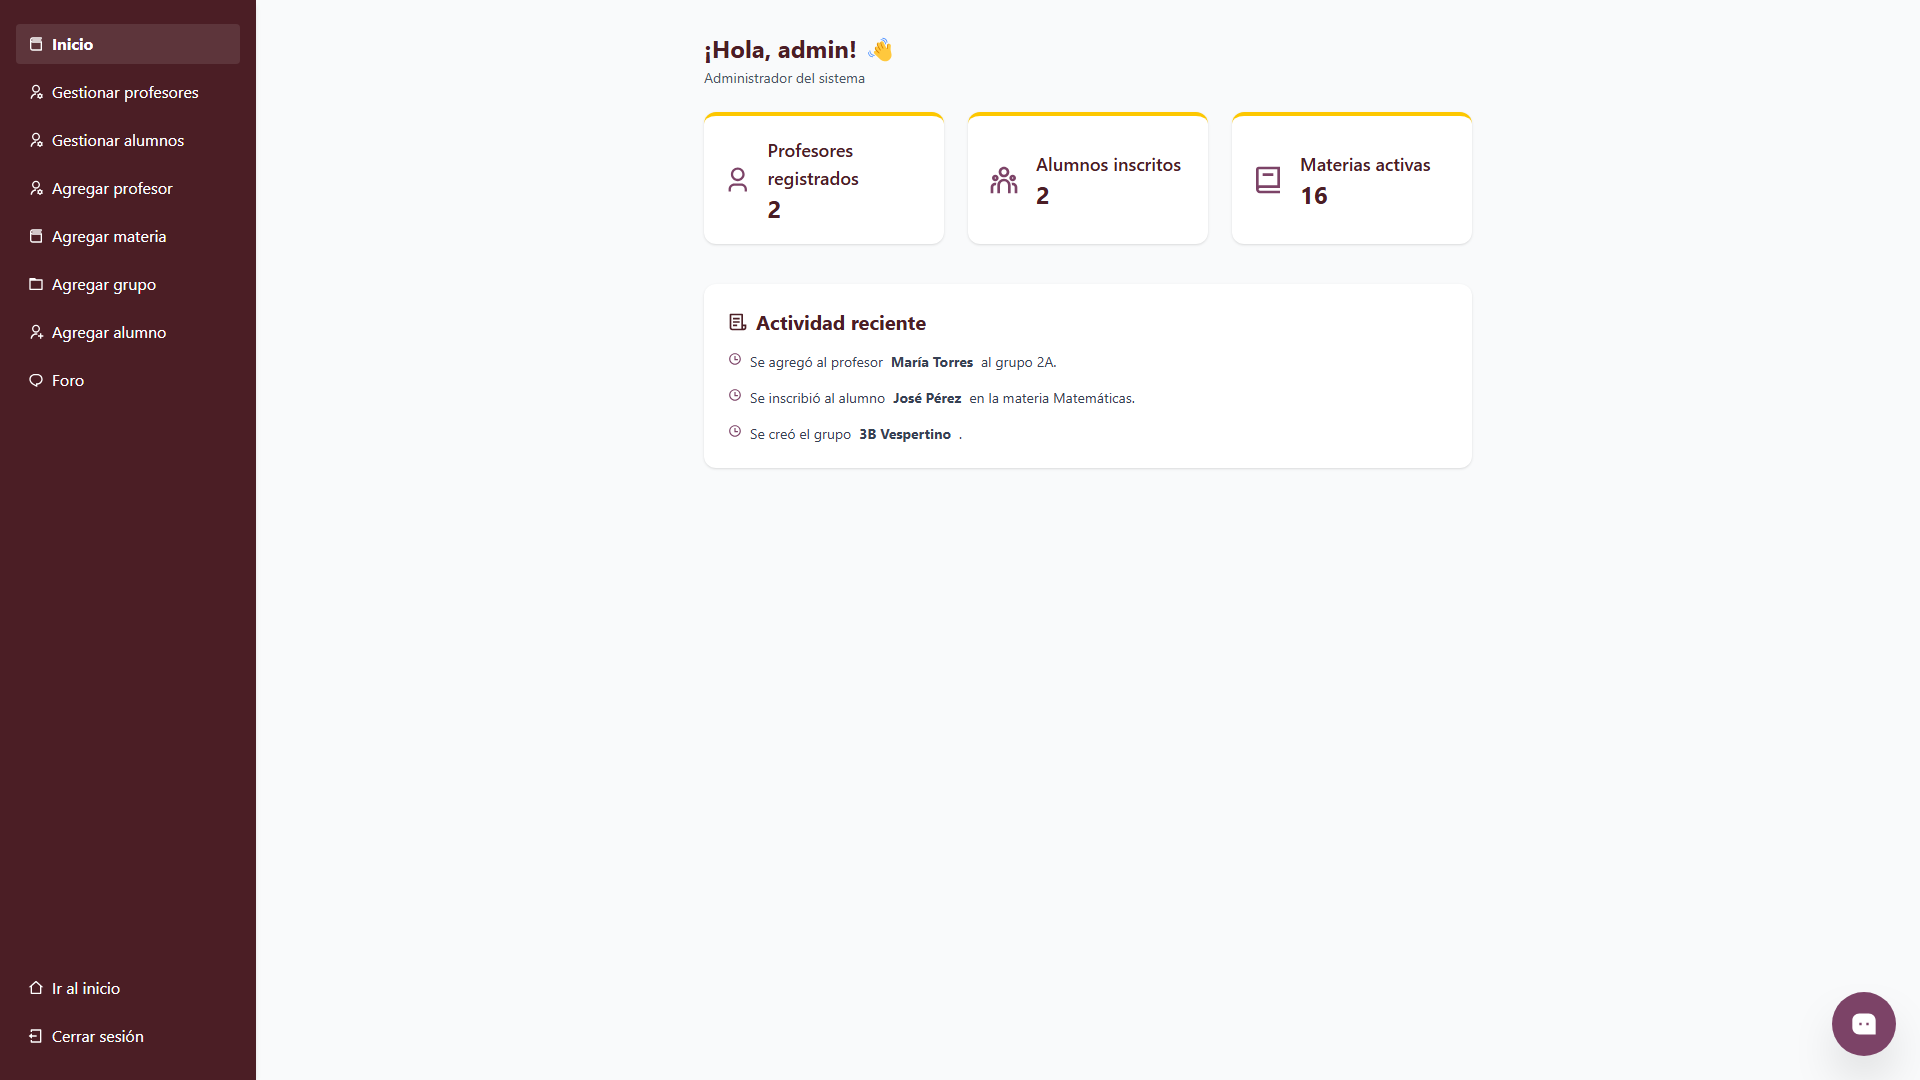 Inicio
Gestionar profesores
Gestionar alumnos
Agregar profesor
Agregar materia
Agregar grupo
Agregar alumno
Foro
Ir al inicio
Cerrar sesión
¡Hola, admin! 👋
Administrador del sistema
Profesores
registrados
2
Alumnos inscritos
2
Materias activas
16
Actividad reciente
Se agregó al profesor María Torres al grupo 2A.
Se inscribió al alumno José Pérez en la materia Matemáticas.
Se creó el grupo 3B Vespertino .